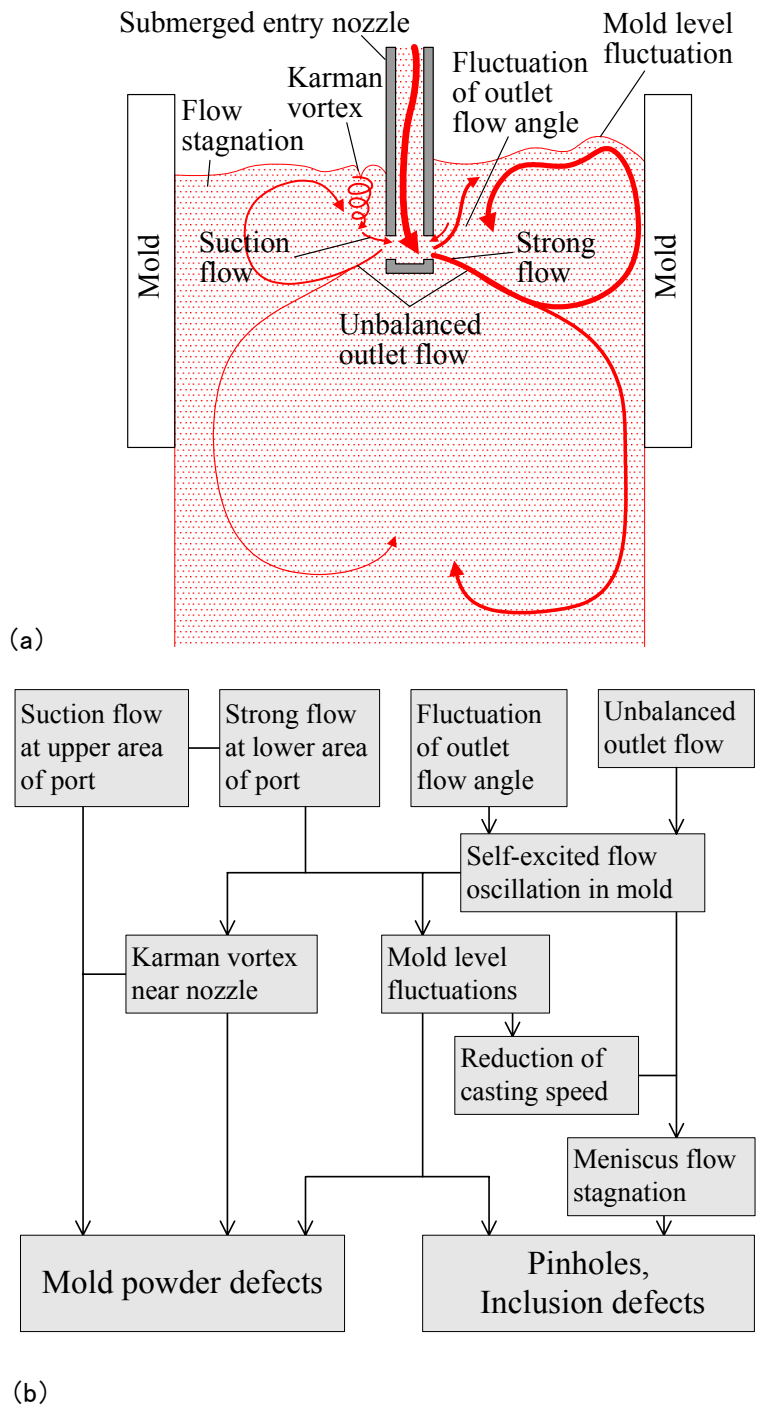 Submerged entry nozzle
Mold level
fluctuation
Karman
vortex
Fluctuation
of outlet
flow angle
Flow
stagnation
Mold
Suction
flow
Strong
flow
Mold
Unbalanced
outlet flow
(a)
Suction flow
at upper area
of port
Strong flow
at lower area
of port
Fluctuation
of outlet
flow angle
Unbalanced
outlet flow
Self-excited flow
oscillation in mold
Karman vortex
near nozzle
Mold level
fluctuations
Reduction of
casting speed
Meniscus flow
stagnation
Mold powder defects
Pinholes,
Inclusion defects
(b)